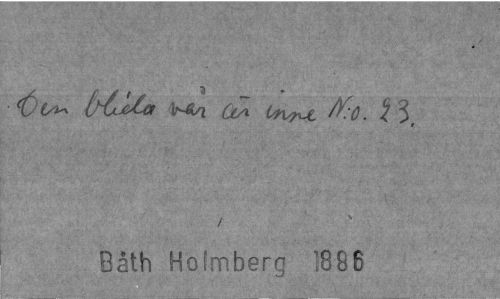 Den blida vår är inne N:o. 23.
Båth Holmberg 1886